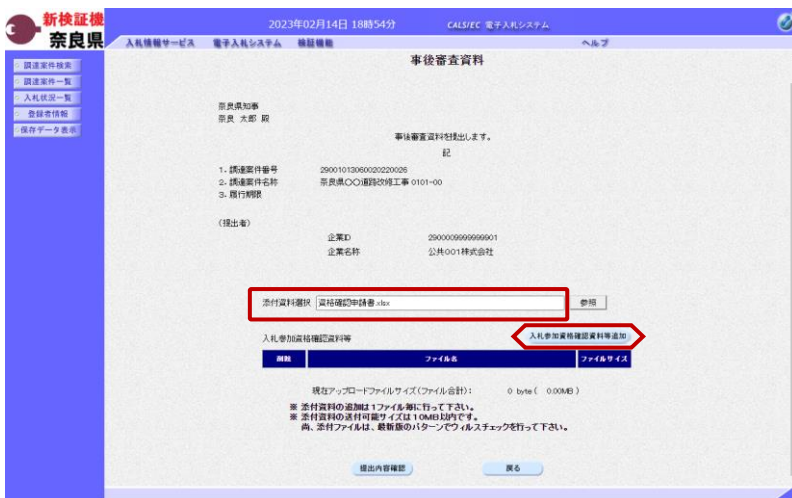 新検証機
奈良県
2023年02月14日 18時54分
CALS/EC 電子入札システム
入札情報サービス 電子入札システム 検証機能 ヘルプ
調達案件検索
調達案件一覧
入札状況一覧
登録者情報
保存データ表示
事後審査資料
奈良県知事
奈良 太郎 殿
事後審査資料を提出します。
記
1. 調達案件番号 29001013060020220026
2. 調達案件名称 奈良県〇〇道路改修工事 0101-00
3. 履行期限
(提出者)
企業ID 2900009999999901
企業名称 公共001株式会社
添付資料選択 資格確認申請書.xlsx 参照
入札参加資格確認資料等 入札参加資格確認資料等追加
削除 ファイル名 ファイルサイズ
現在アップロードファイルサイズ(ファイル合計): 0 byte ( 0.00MB )
※ 添付資料の追加は1ファイル毎に行って下さい。
※ 添付資料の送付可能サイズは10MB以内です。
尚、添付ファイルは、最新版のパターンでウィルスチェックを行って下さい。
提出内容確認 戻る